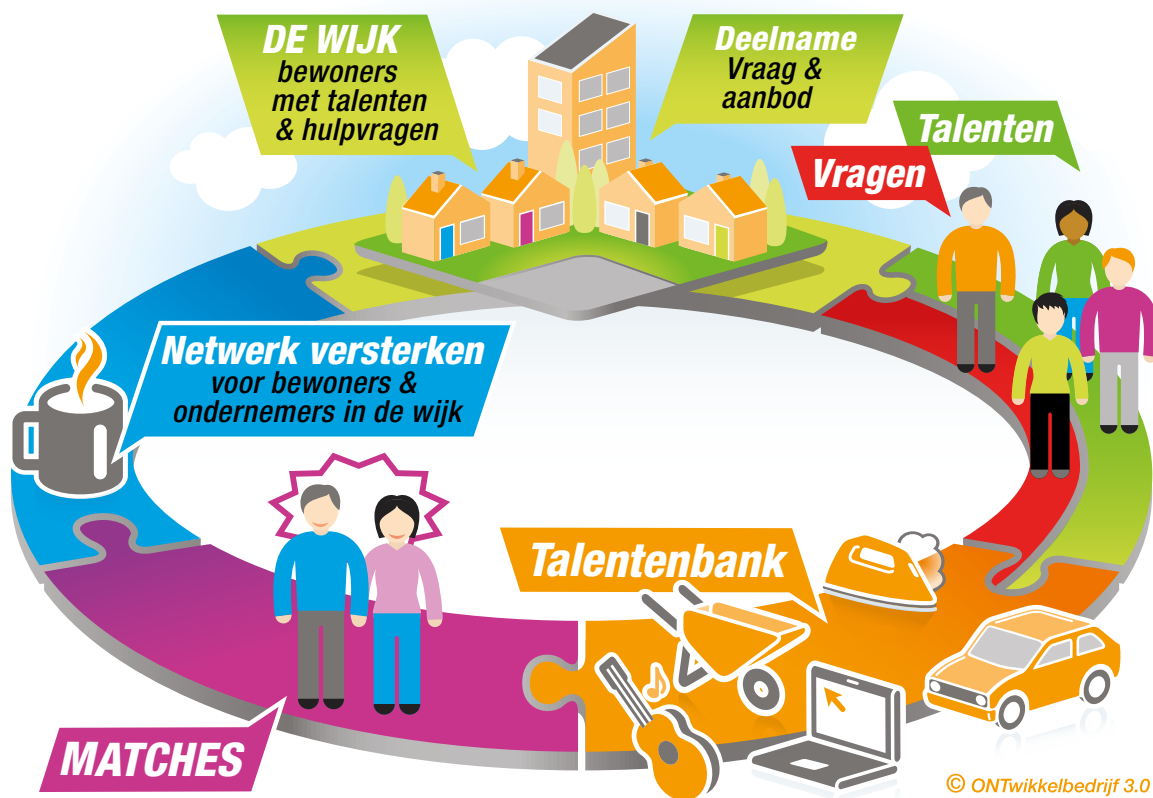 DE WIJK
bewoners
met talenten
& hulpvragen
Deelname
Vraag &
aanbod
Talenten
Vragen
Netwerk versterken
voor bewoners &
ondernemers in de wijk
Talentenbank
MATCHES
© ONTwikkelbedrijf 3.0